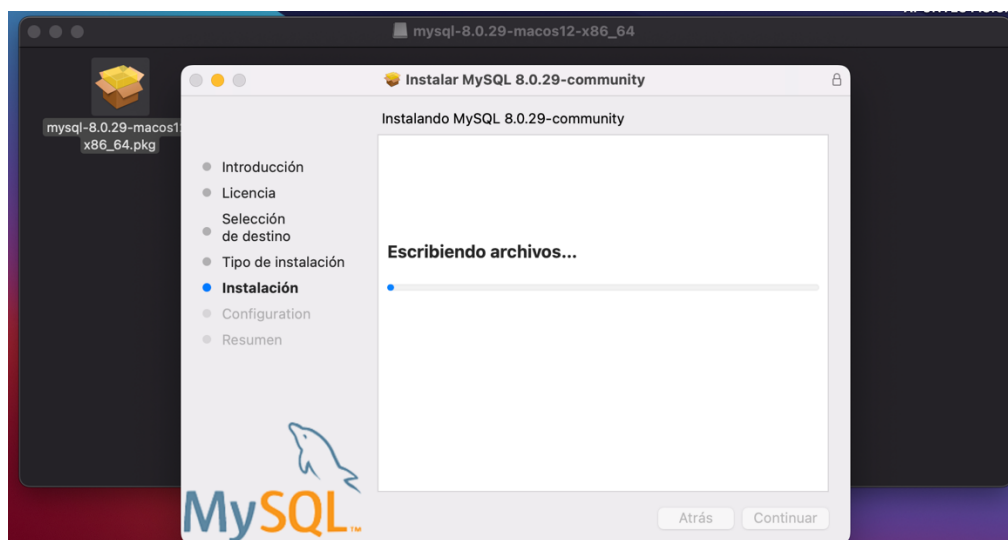 mysql-8.0.29-macos12-x86_64
mysql-8.0.29-macos1
x86_64.pkg
Instalar MySQL 8.0.29-community
Instalando MySQL 8.0.29-community
Introducción
Licencia
Selección
de destino
Tipo de instalación
Instalación
Configuration
Resumen
Escribiendo archivos...
MySQL™
Atrás
Continuar